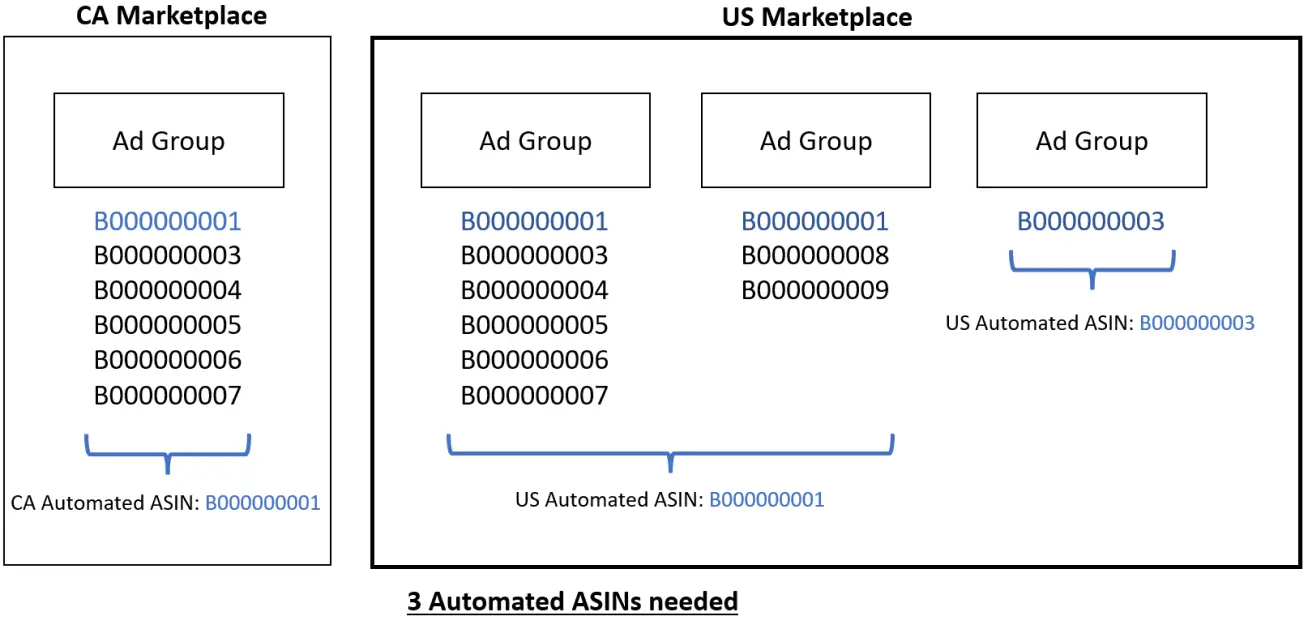 CA Marketplace
Ad Group
B000000001
B000000003
B000000004
B000000005
B000000006
B000000007
CA Automated ASIN: B000000001
US Marketplace
Ad Group
B000000001
B000000003
B000000004
B000000005
B000000006
B000000007
Ad Group
B000000001
B000000008
B000000009
US Automated ASIN: B000000001
Ad Group
B000000003
US Automated ASIN: B000000003
3 Automated ASINs needed